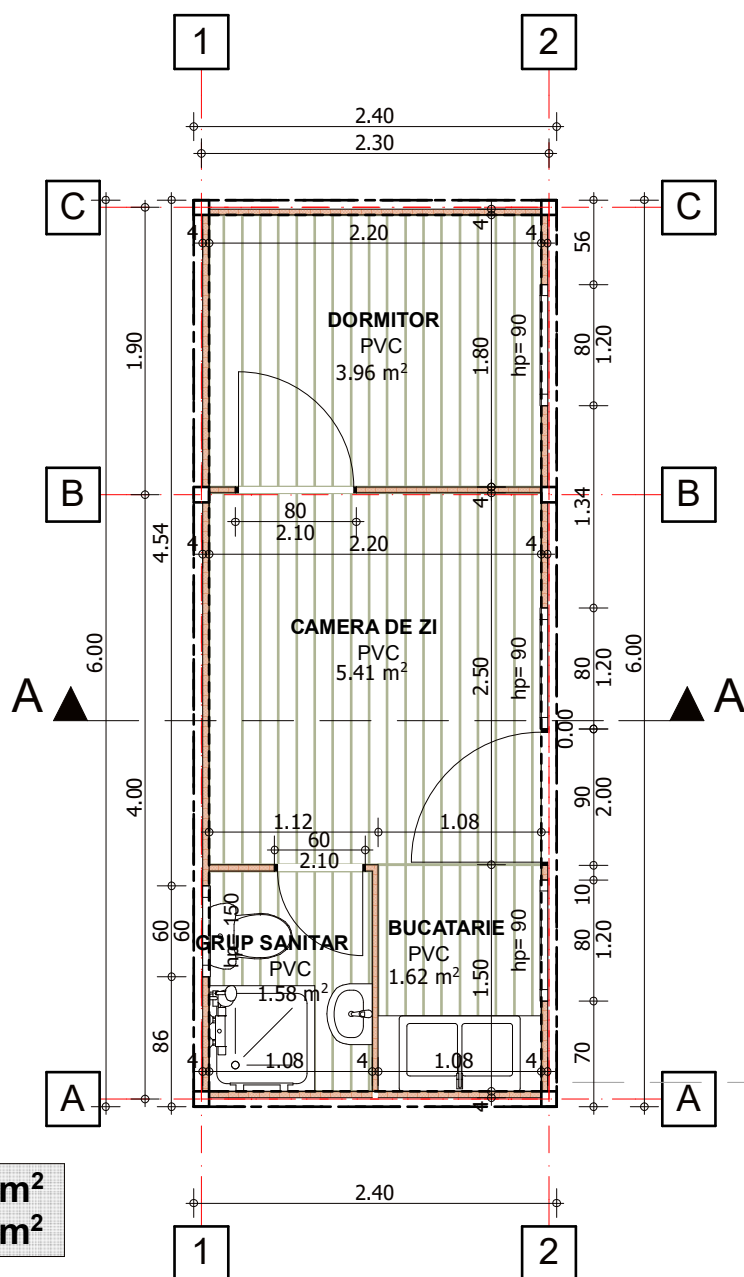 1
2
2.40
2.30
C
C
4
2.20
4
4
56
DORMITOR
PVC
3.96 m²
1.80
hp= 90
80
1.20
1.90
B
B
80
2.10
4
1.34
4
2.20
4
4.54
6.00
CAMERA DE ZI
PVC
5.41 m²
2.50
hp= 90
80
1.20
6.00
A
A
0.00
90
2.00
4.00
1.12
1.08
60
2.10
10
60
60
hp= 150
GRUP SANITAR
PVC
1.58 m²
BUCATARIE
PVC
1.62 m²
1.50
hp= 90
80
1.20
86
4
1.08
4
1.08
4
70
A
A
4
m²
m²
2.40
1
2